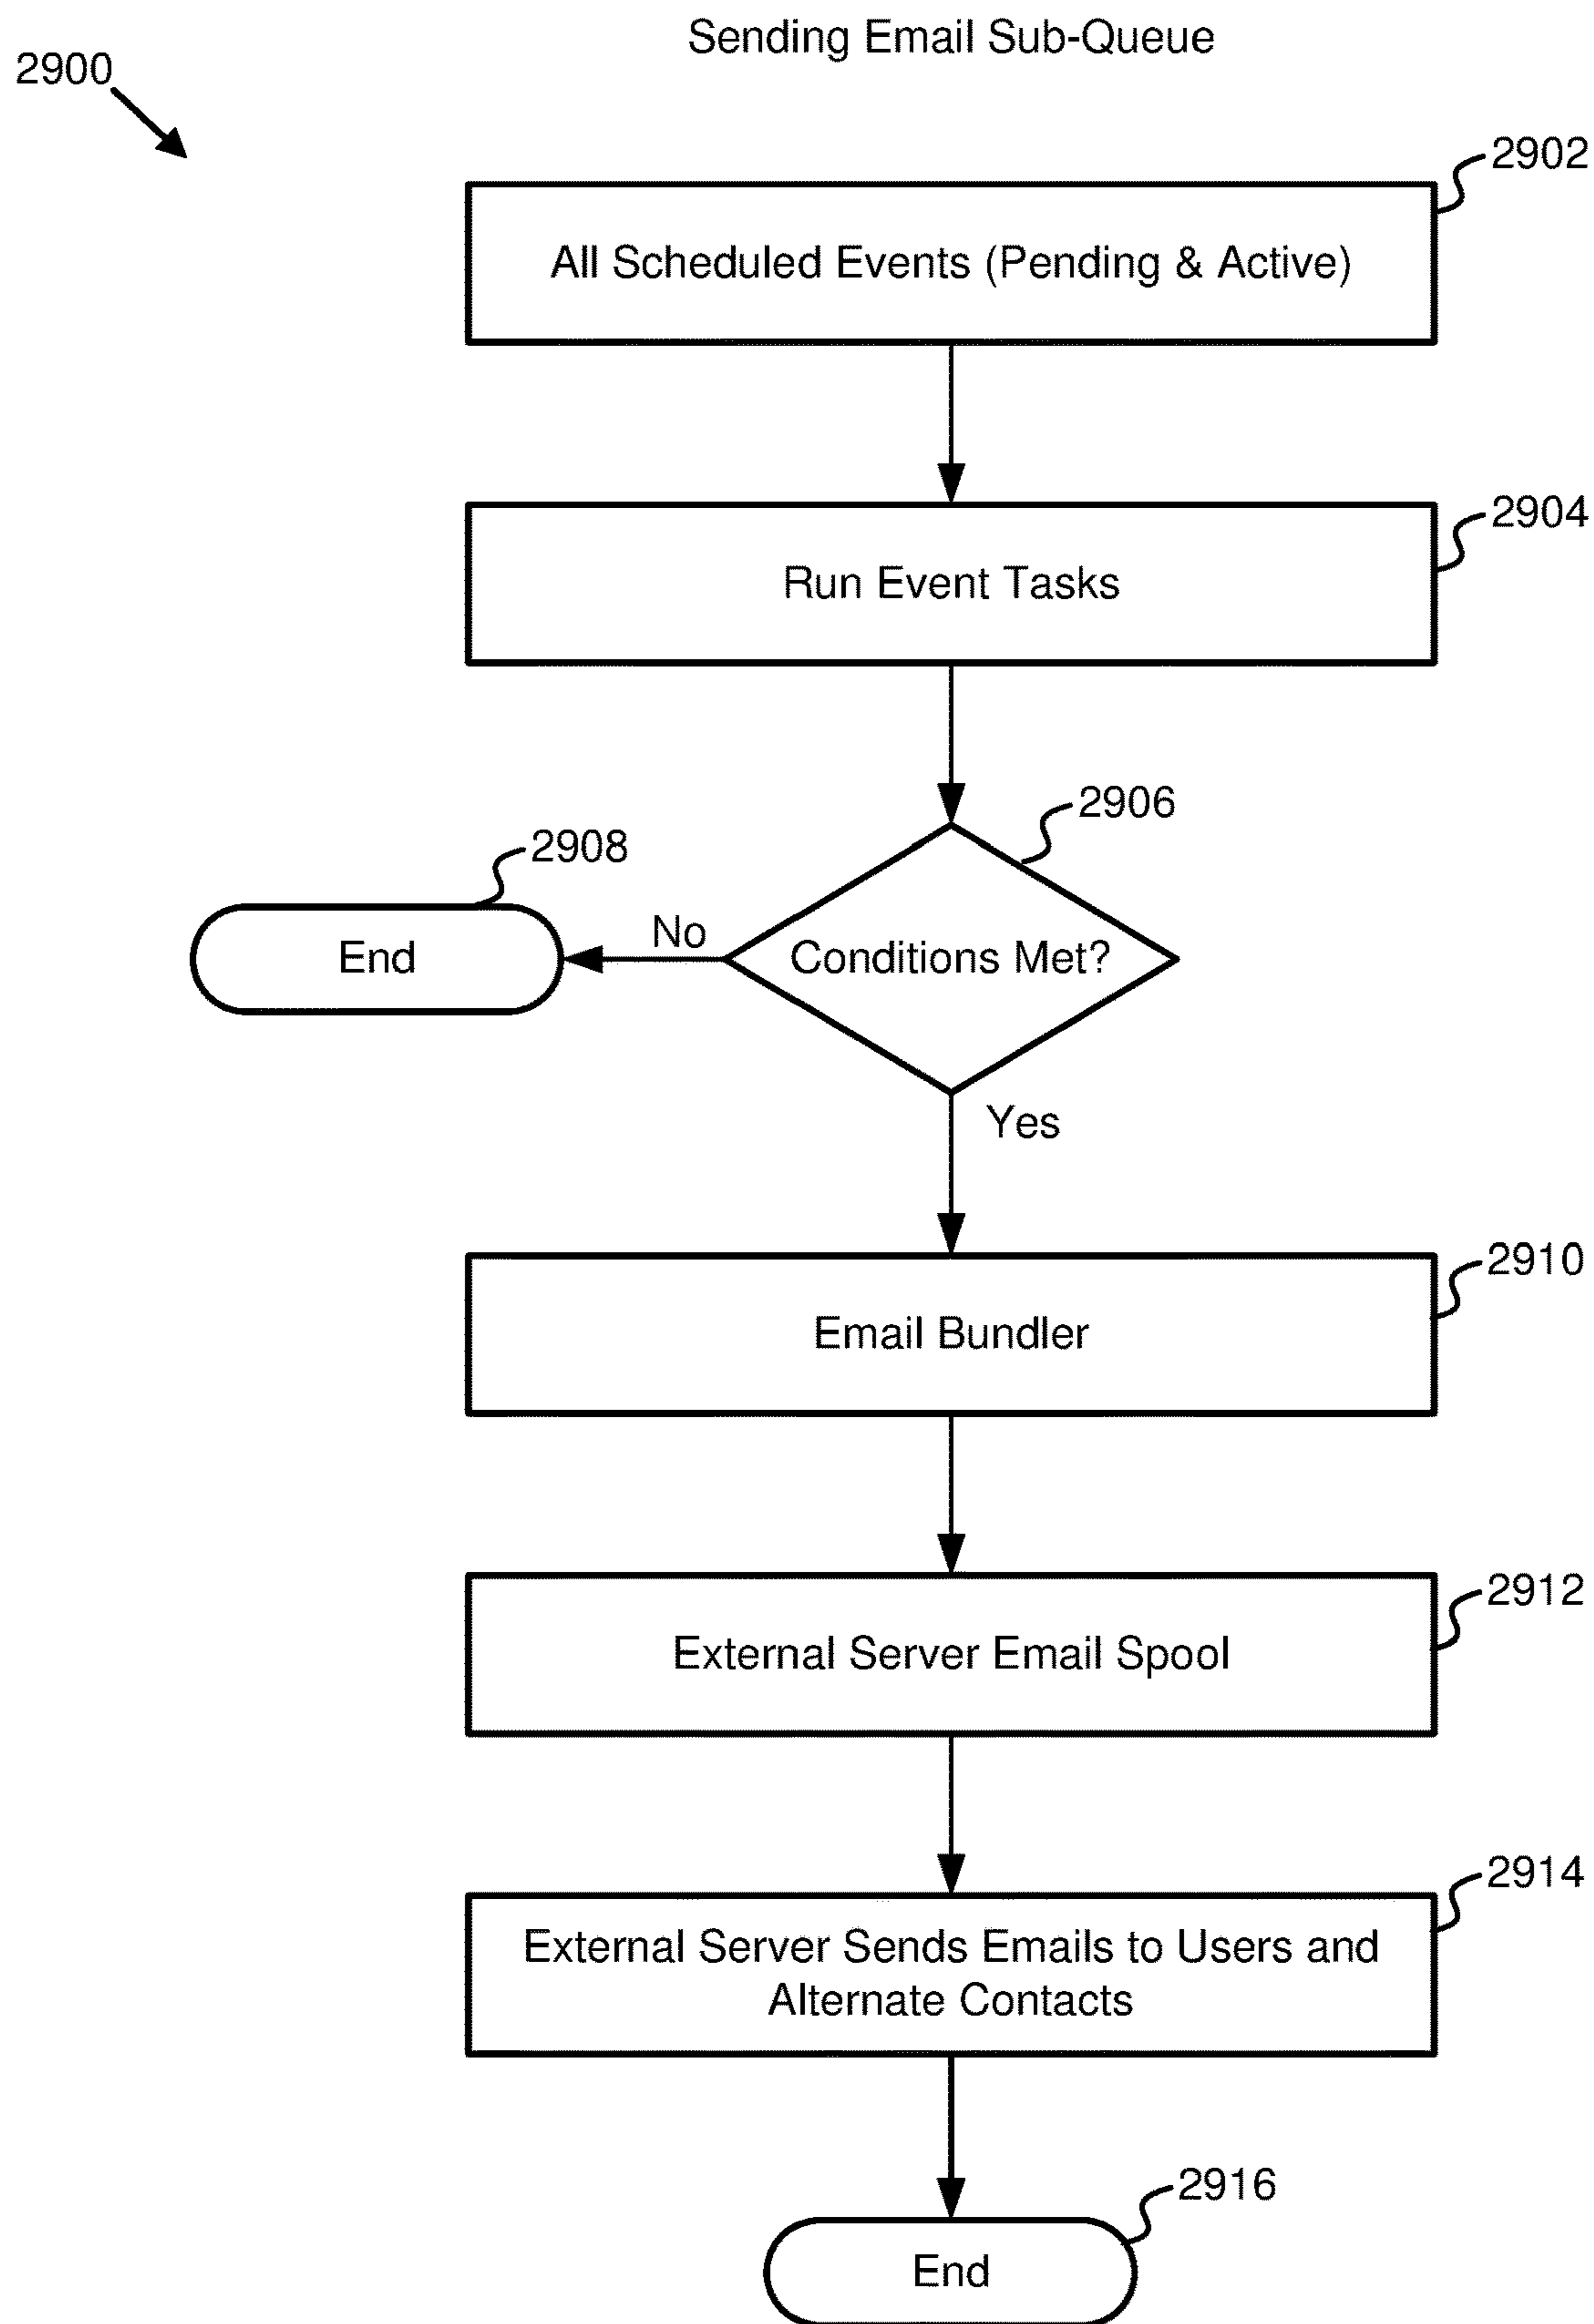 Sending Email Sub-Queue
2900
2902
All Scheduled Events (Pending & Active)
2904
Run Event Tasks
2906
2908
No
End
Conditions Met?
Yes
2910
Email Bundler
2912
External Server Email Spool
2914
External Server Sends Emails to Users and
Alternate Contacts
2916
End